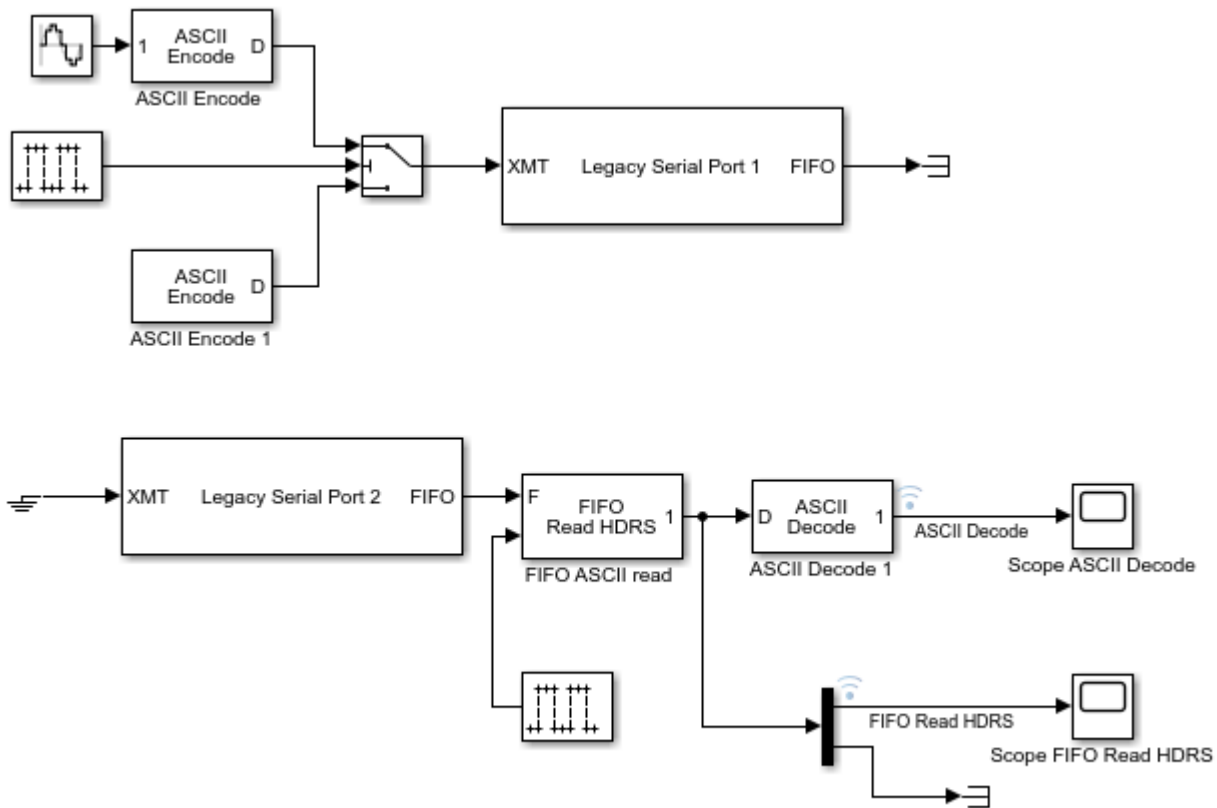 1 ASCII Encode D
ASCII Encode
XMT Legacy Serial Port 1 FIFO
ASCII Encode D
ASCII Encode 1
XMT Legacy Serial Port 2 FIFO
F FIFO Read HDRS 1
FIFO ASCII read
D ASCII Decode 1
ASCII Decode 1
ASCII Decode
Scope ASCII Decode
FIFO Read HDRS
Scope FIFO Read HDRS